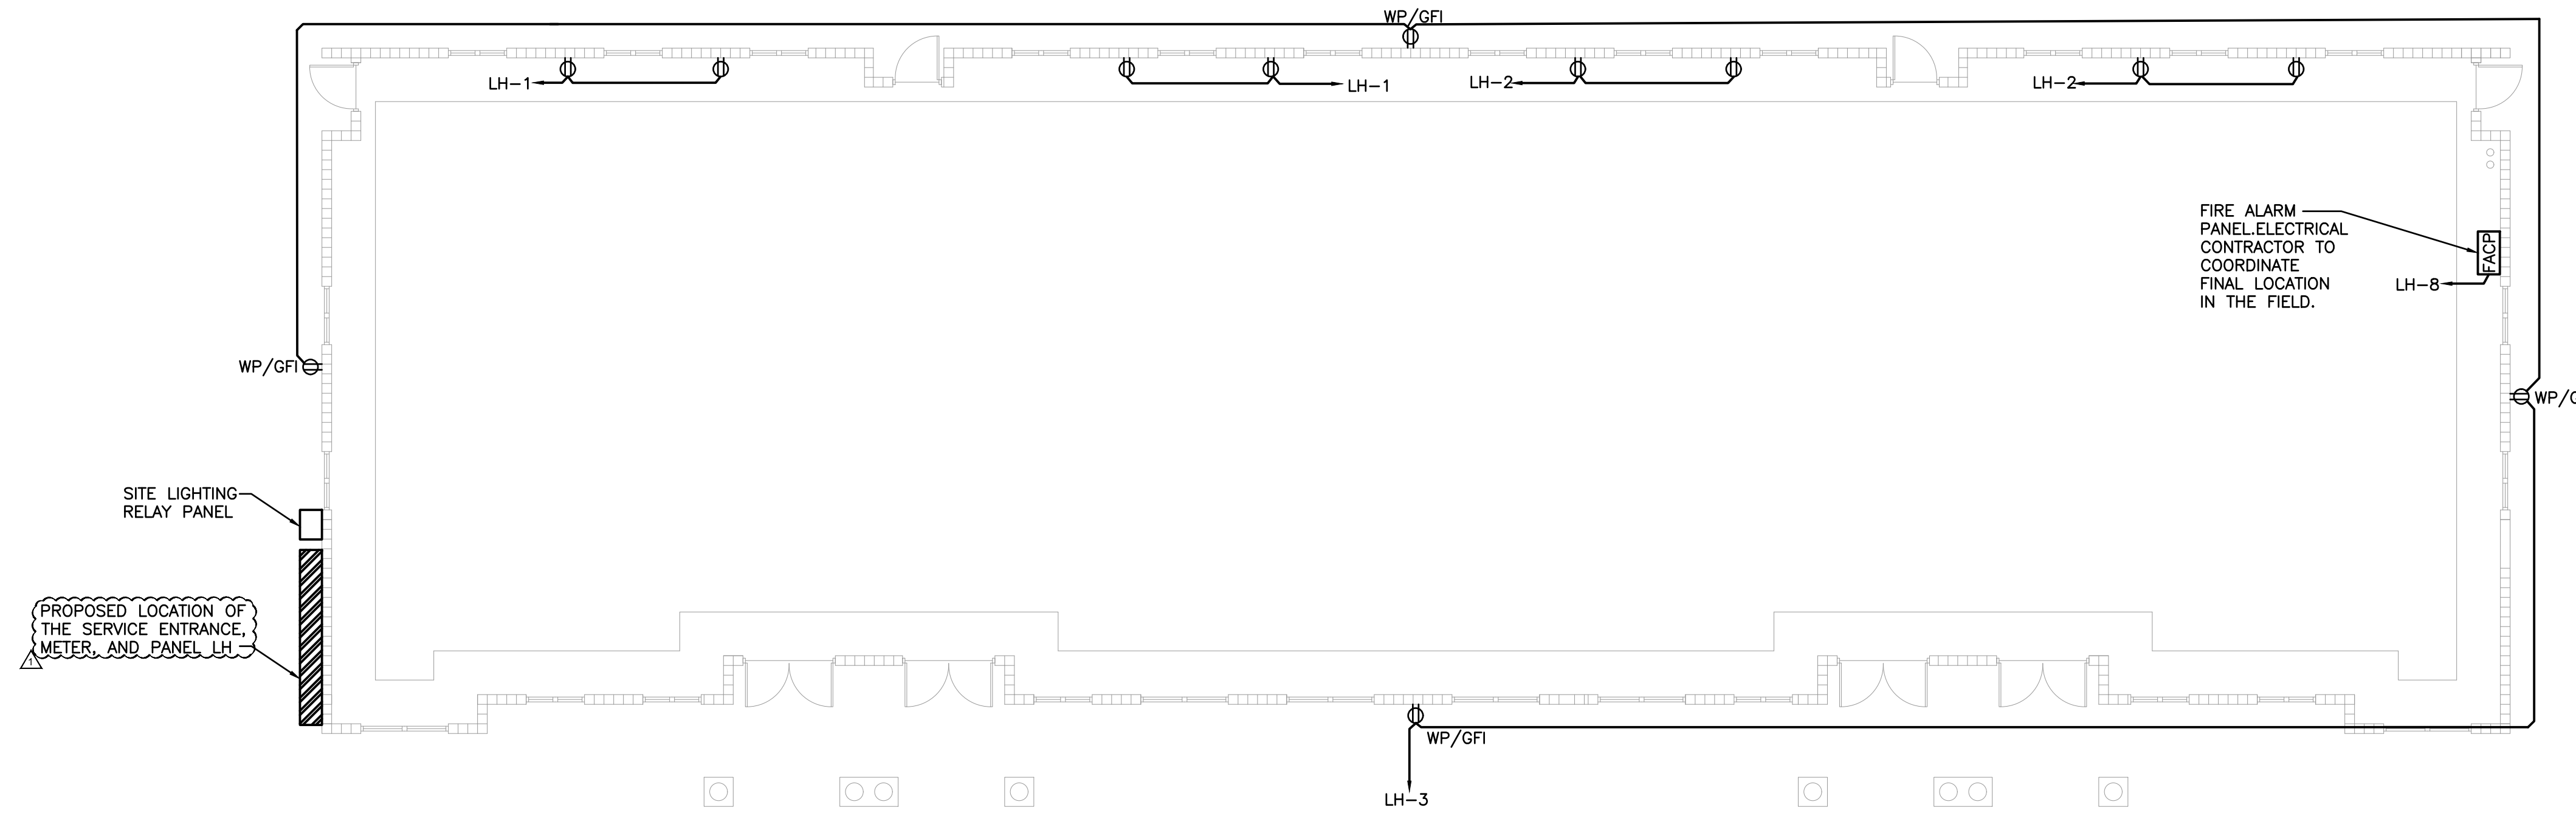 WP/GFI
LH-1
LH-1
LH-2
LH-2
FIRE ALARM
PANEL.ELECTRICAL
CONTRACTOR TO
COORDINATE
FINAL LOCATION
IN THE FIELD.
FACP
LH-8
WP/GFI
WP/G
SITE LIGHTING
RELAY PANEL
PROPOSED LOCATION OF
THE SERVICE ENTRANCE,
METER, AND PANEL LH
1
WP/GFI
LH-3